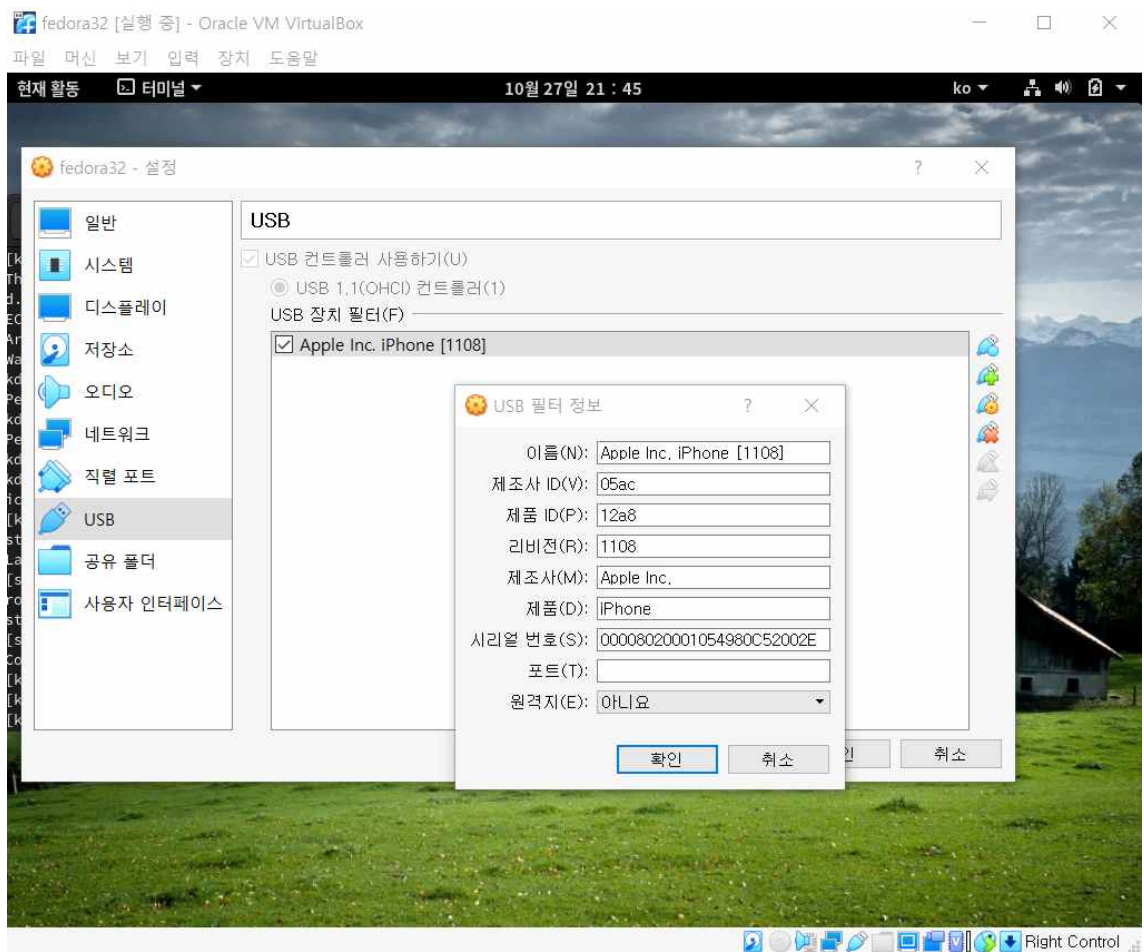 fedora32 [실행 중] - Oracle VM VirtualBox
파일 머신 보기 입력 장치 도움말
현재 활동 터미널 10월 27일 21 : 45 ko
fedora32 - 설정 ?
일반
시스템
디스플레이
저장소
오디오
네트워크
직렬 포트
USB
공유 폴더
사용자 인터페이스
USB
USB 컨트롤러 사용하기(U)
USB 1.1(OHCI) 컨트롤러(1)
USB 장치 필터(F)
Apple Inc. iPhone [1108]
USB 필터 정보 ?
이름(N): Apple Inc. iPhone [1108]
제조사 ID(V): 05ac
제품 ID(P): 12a8
리비전(R): 1108
제조사(M): Apple Inc.
제품(D): iPhone
시리얼 번호(S): 00008020001054980C52002E
포트(T):
원격지(E): 아니요
확인 취소
취소
Right Control